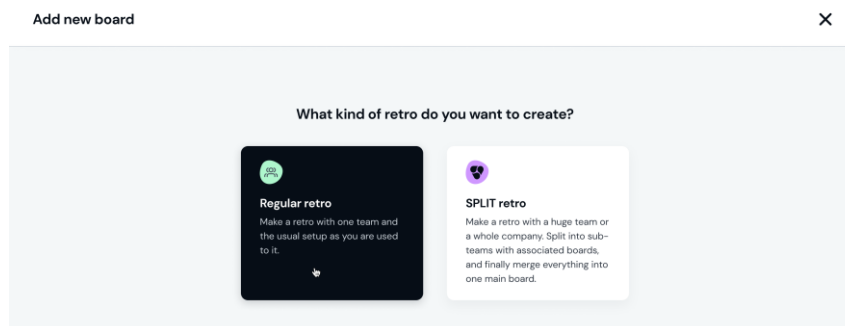 Add new board
What kind of retro do you want to create?
Regular retro
Make a retro with one team and
the usual setup as you are used
to it.
SPLIT retro
Make a retro with a huge team or
a whole company. Split into sub-
teams with associated boards,
and finally merge everything into
one main board.